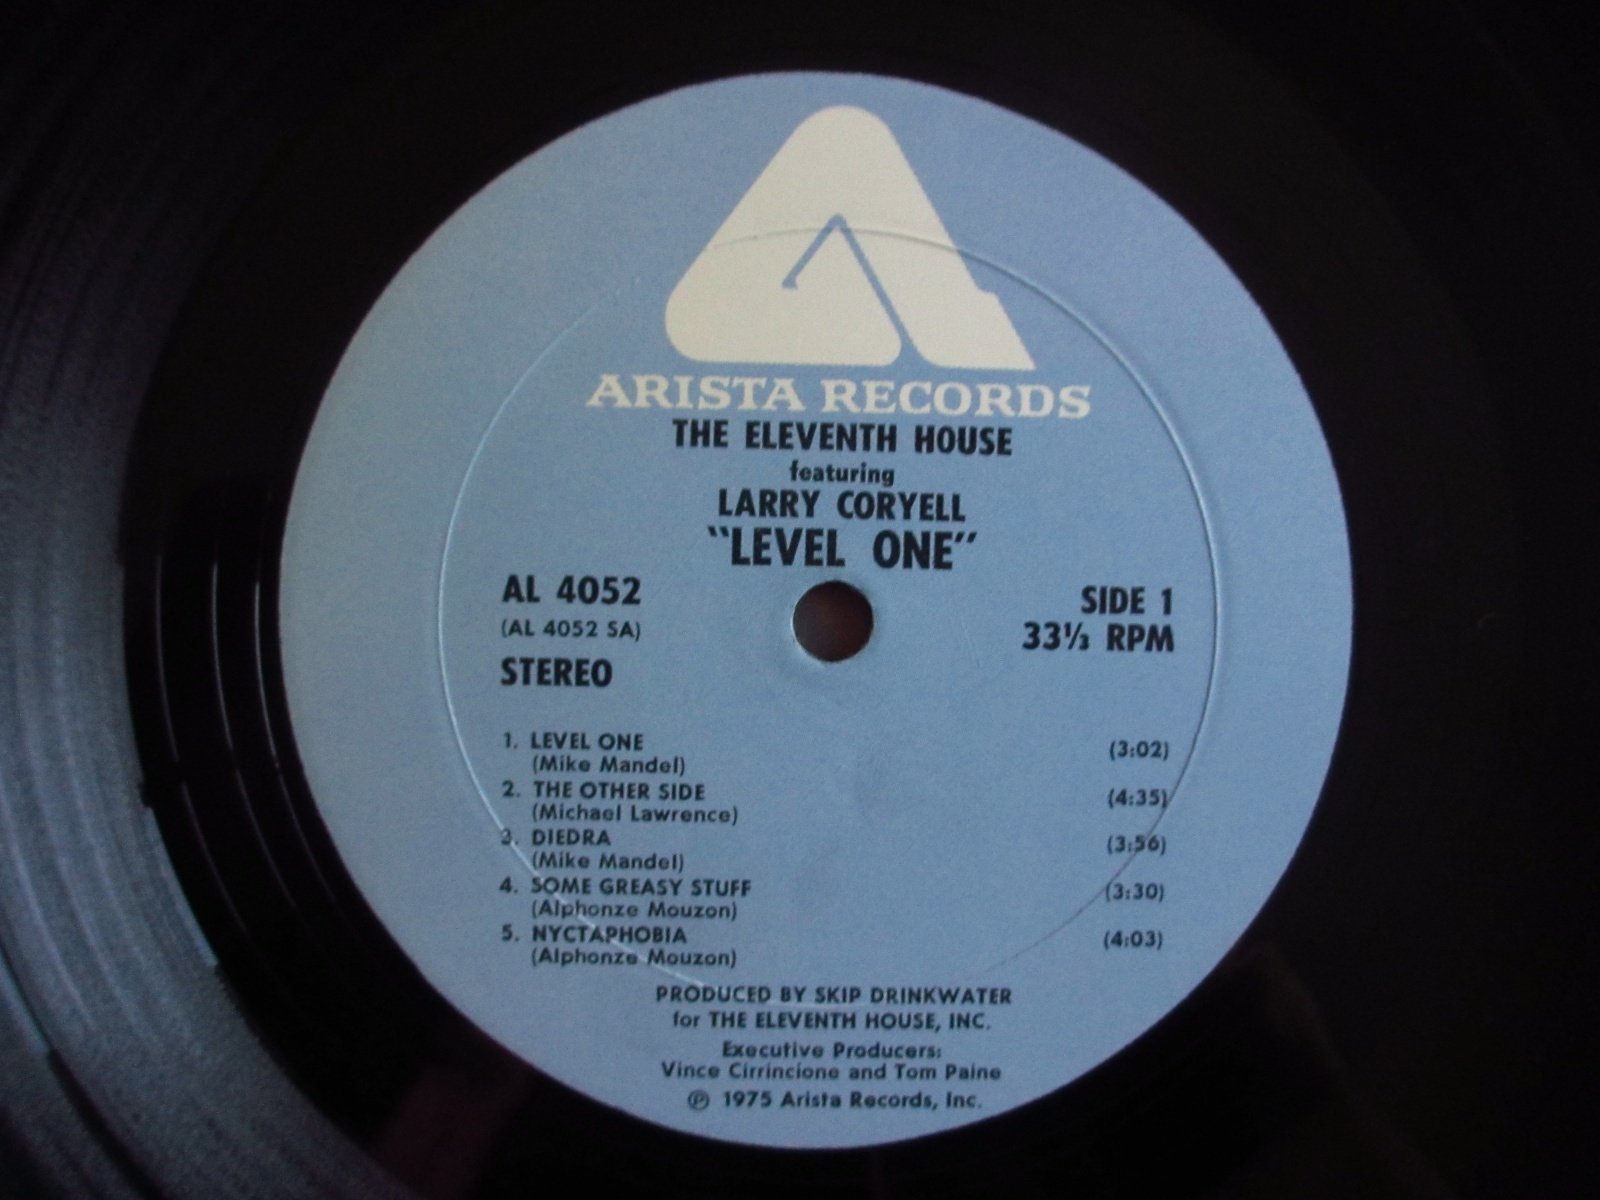 ARISTA RECORDS
THE ELEVENTH HOUSE
featuring
LARRY CORYELL
"LEVEL ONE"
AL 4052
(AL 4052 SA)
STEREO
SIDE 1
33⅓ RPM
1. LEVEL ONE (3:02)
(Mike Mandel)
2. THE OTHER SIDE (4:35)
(Michael Lawrence)
3. DIEDRA (3:56)
(Mike Mandel)
4. SOME GREASY STUFF (3:30)
(Alphonze Mouzon)
5. NYCTAPHOBIA (4:03)
(Alphonze Mouzon)
PRODUCED BY SKIP DRINKWATER
for THE ELEVENTH HOUSE, INC.
Executive Producers:
Vince Cirrincione and Tom Paine
℗ 1975 Arista Records, Inc.